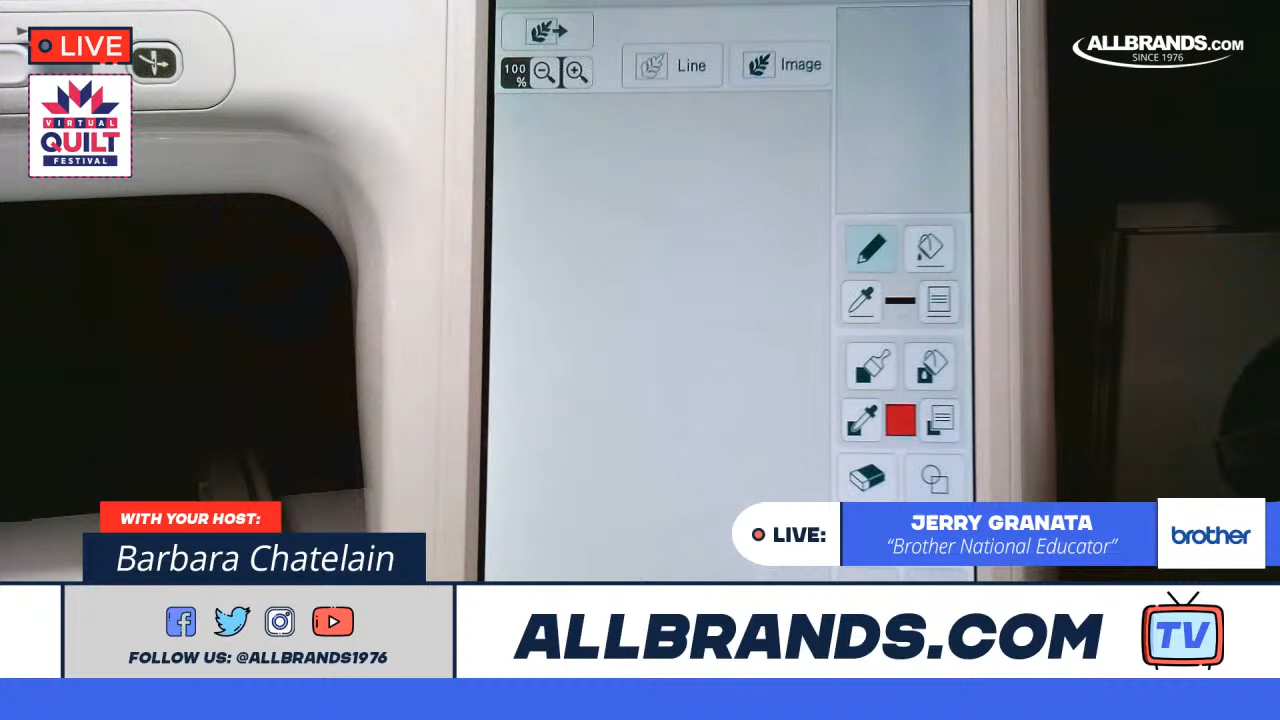 LIVE
VIRTUAL
QUILT
FESTIVAL
100
%
Line
Image
ALLBRANDS.COM
SINCE 1976
WITH YOUR HOST:
Barbara Chatelain
LIVE:
JERRY GRANATA
“Brother National Educator”
brother
FOLLOW US: @ALLBRANDS1976
ALLBRANDS.COM
TV